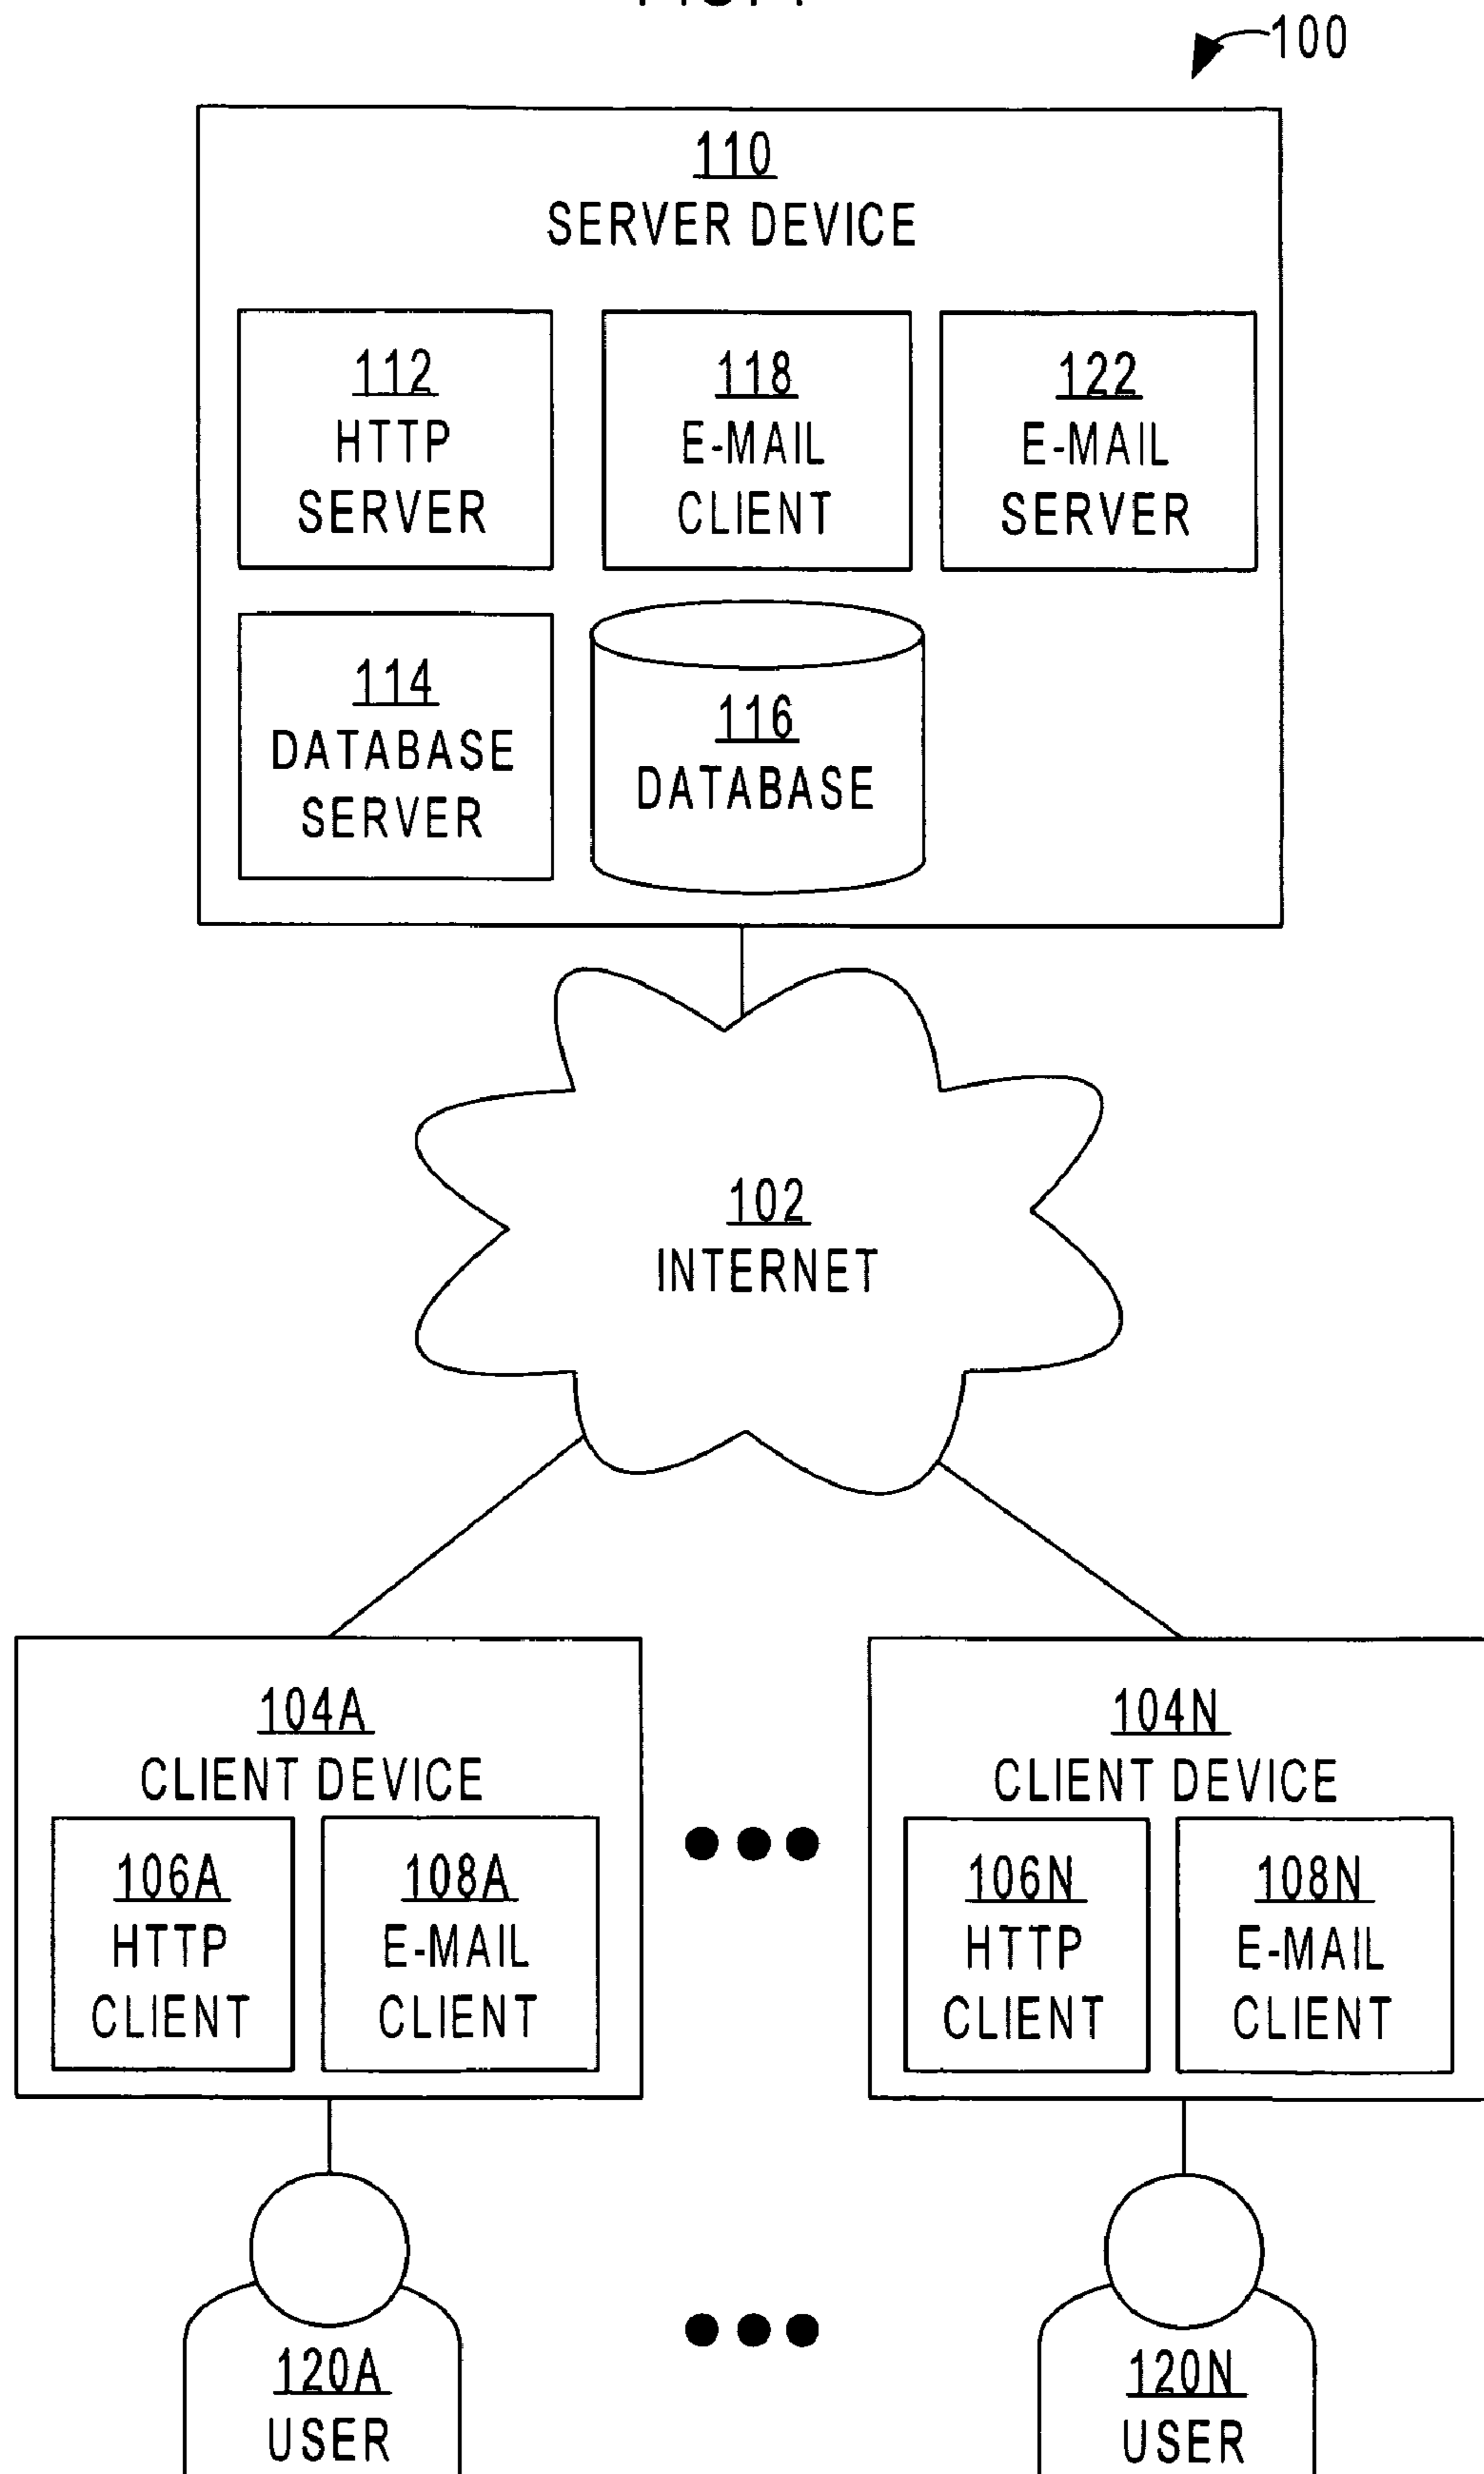 100
110
SERVER DEVICE
112
HTTP
SERVER
118
E-MAIL
CLIENT
122
E-MAIL
SERVER
114
DATABASE
SERVER
116
DATABASE
102
INTERNET
104A
CLIENT DEVICE
106A
HTTP
CLIENT
108A
E-MAIL
CLIENT
104N
CLIENT DEVICE
106N
HTTP
CLIENT
108N
E-MAIL
CLIENT
120A
USER
120N
USER